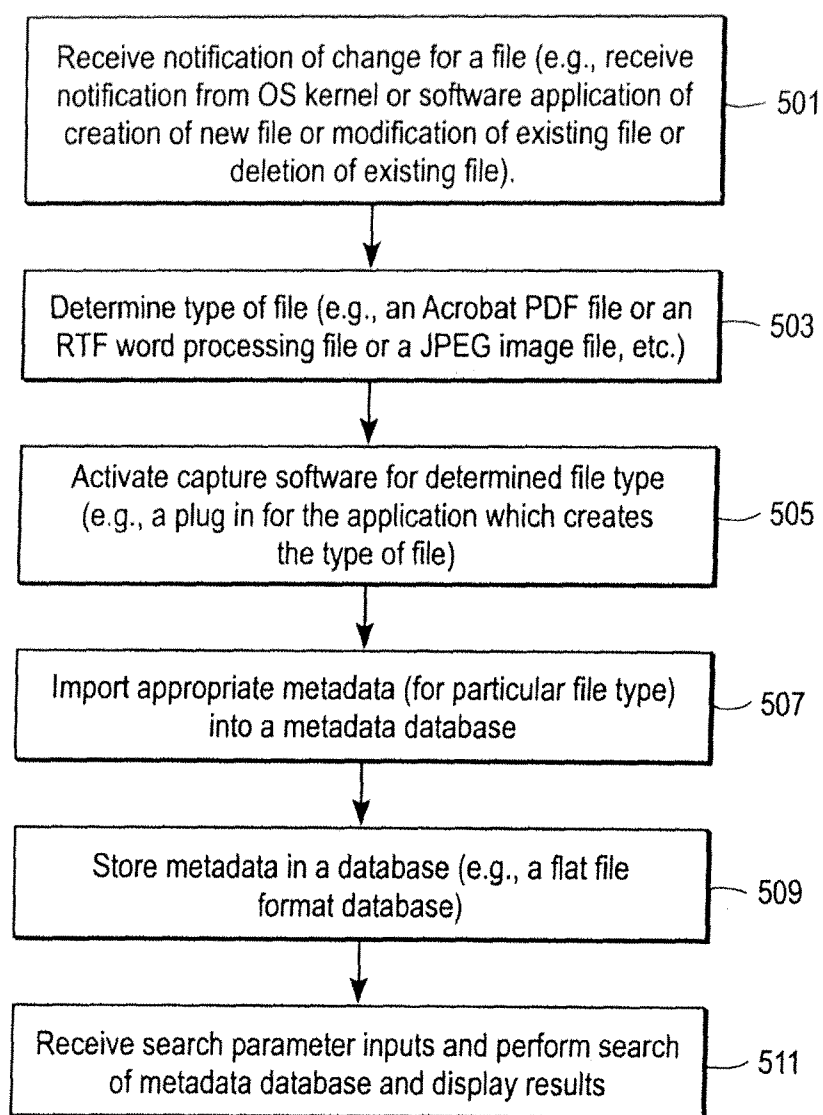 Receive notification of change for a file (e.g., receive
notification from OS kernel or software application of
creation of new file or modification of existing file or
deletion of existing file).
501
Determine type of file (e.g., an Acrobat PDF file or an
RTF word processing file or a JPEG image file, etc.)
503
Activate capture software for determined file type
(e.g., a plug in for the application which creates
the type of file)
505
Import appropriate metadata (for particular file type)
into a metadata database
507
Store metadata in a database (e.g., a flat file
format database)
509
Receive search parameter inputs and perform search
of metadata database and display results
511